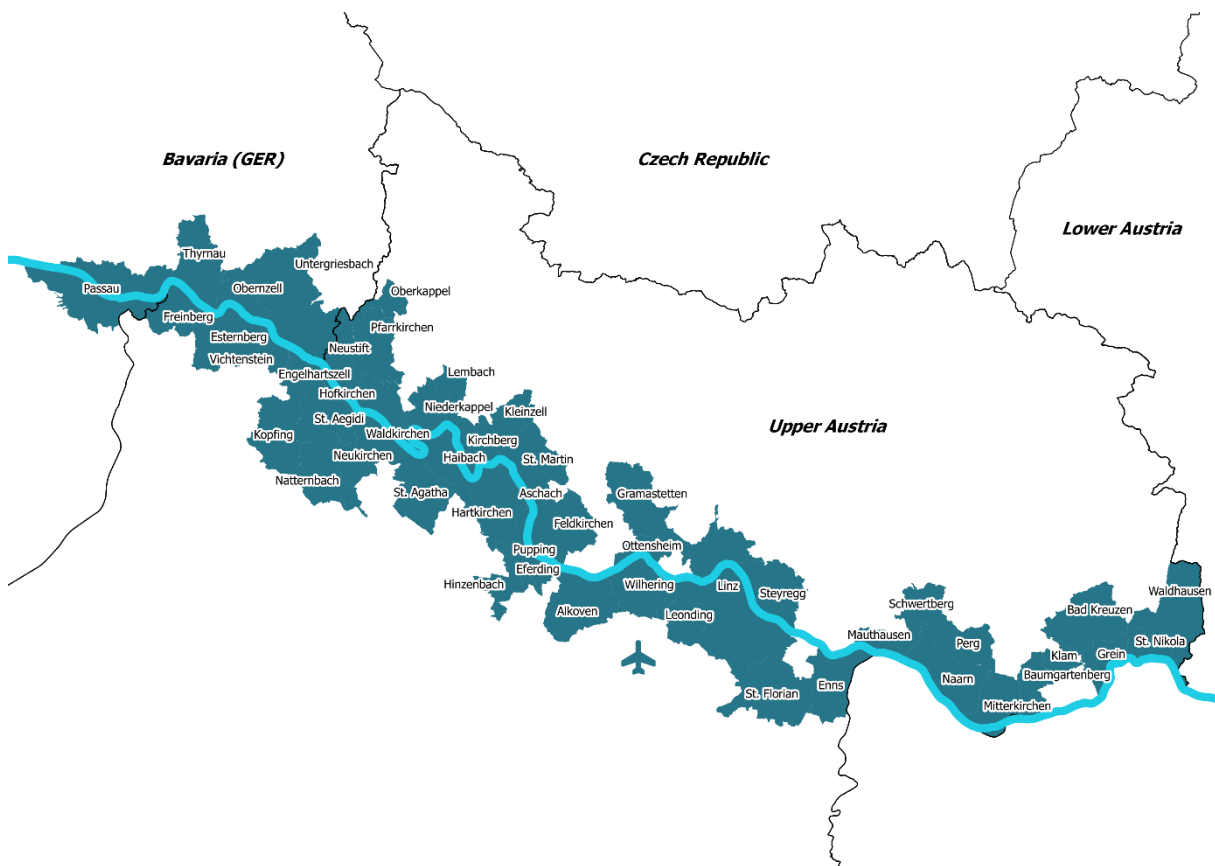 Bavaria (GER)
Czech Republic
Lower Austria
Upper Austria
Thyrnau
Untergriesbach
Passau
Obernzell
Oberkappel
Freinberg
Pfarrkirchen
Esternberg
Neustift
Vichtenstein
Engelhartszell
Lembach
Hofkirchen
Niederkappel
Kleinzell
St. Aegidi
Kopfing
Waldkirchen
Kirchberg
Neukirchen
Haibach
St. Martin
Natternbach
St. Agatha
Aschach
Gramastetten
Hartkirchen
Feldkirchen
Pupping
Ottensheim
Eferding
Hinzenbach
Wilhering
Linz
Steyregg
Waldhausen
Alkoven
Leonding
Schwertberg
Bad Kreuzen
Mauthausen
Perg
St. Nikola
Klam
Grein
Baumgartenberg
Naarn
Enns
St. Florian
Mitterkirchen